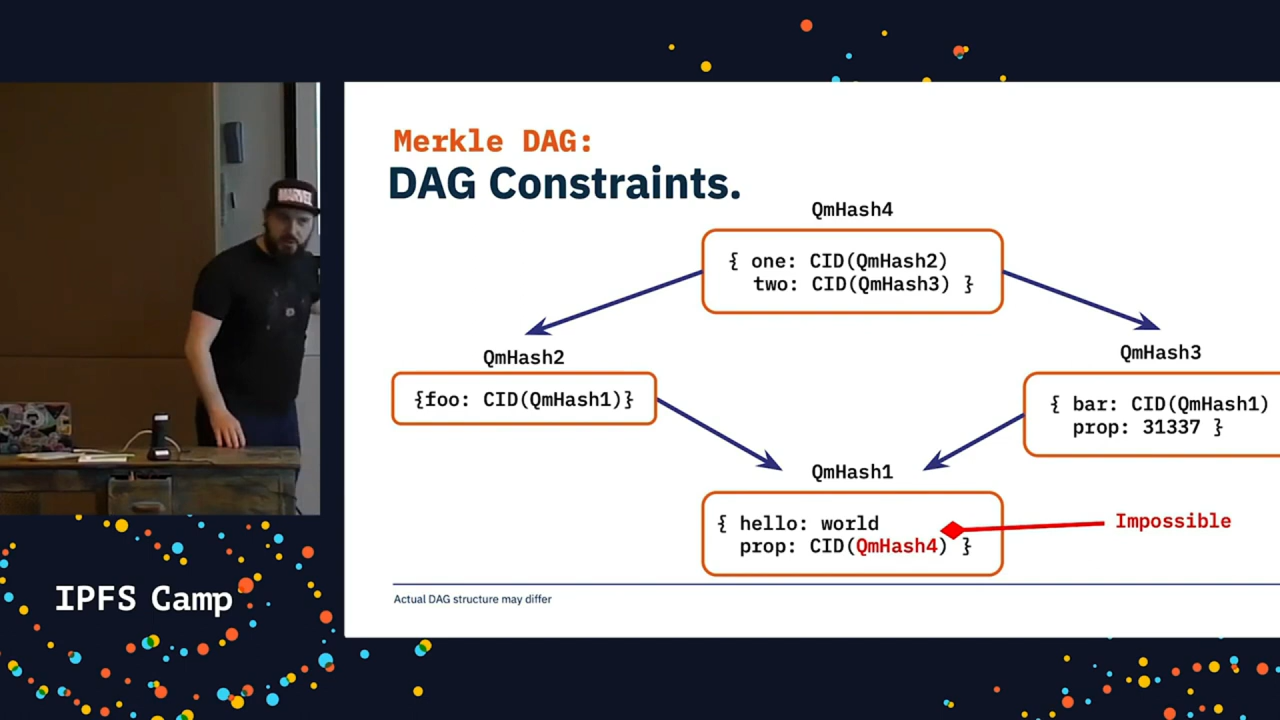 Merkle DAG:
DAG Constraints.
QmHash4
{ one: CID(QmHash2)
two: CID(QmHash3) }
QmHash2
{foo: CID(QmHash1)}
QmHash3
{ bar: CID(QmHash1)
prop: 31337 }
QmHash1
{ hello: world
prop: CID(QmHash4) }
Impossible
Actual DAG structure may differ
MARVEL
IPFS Camp